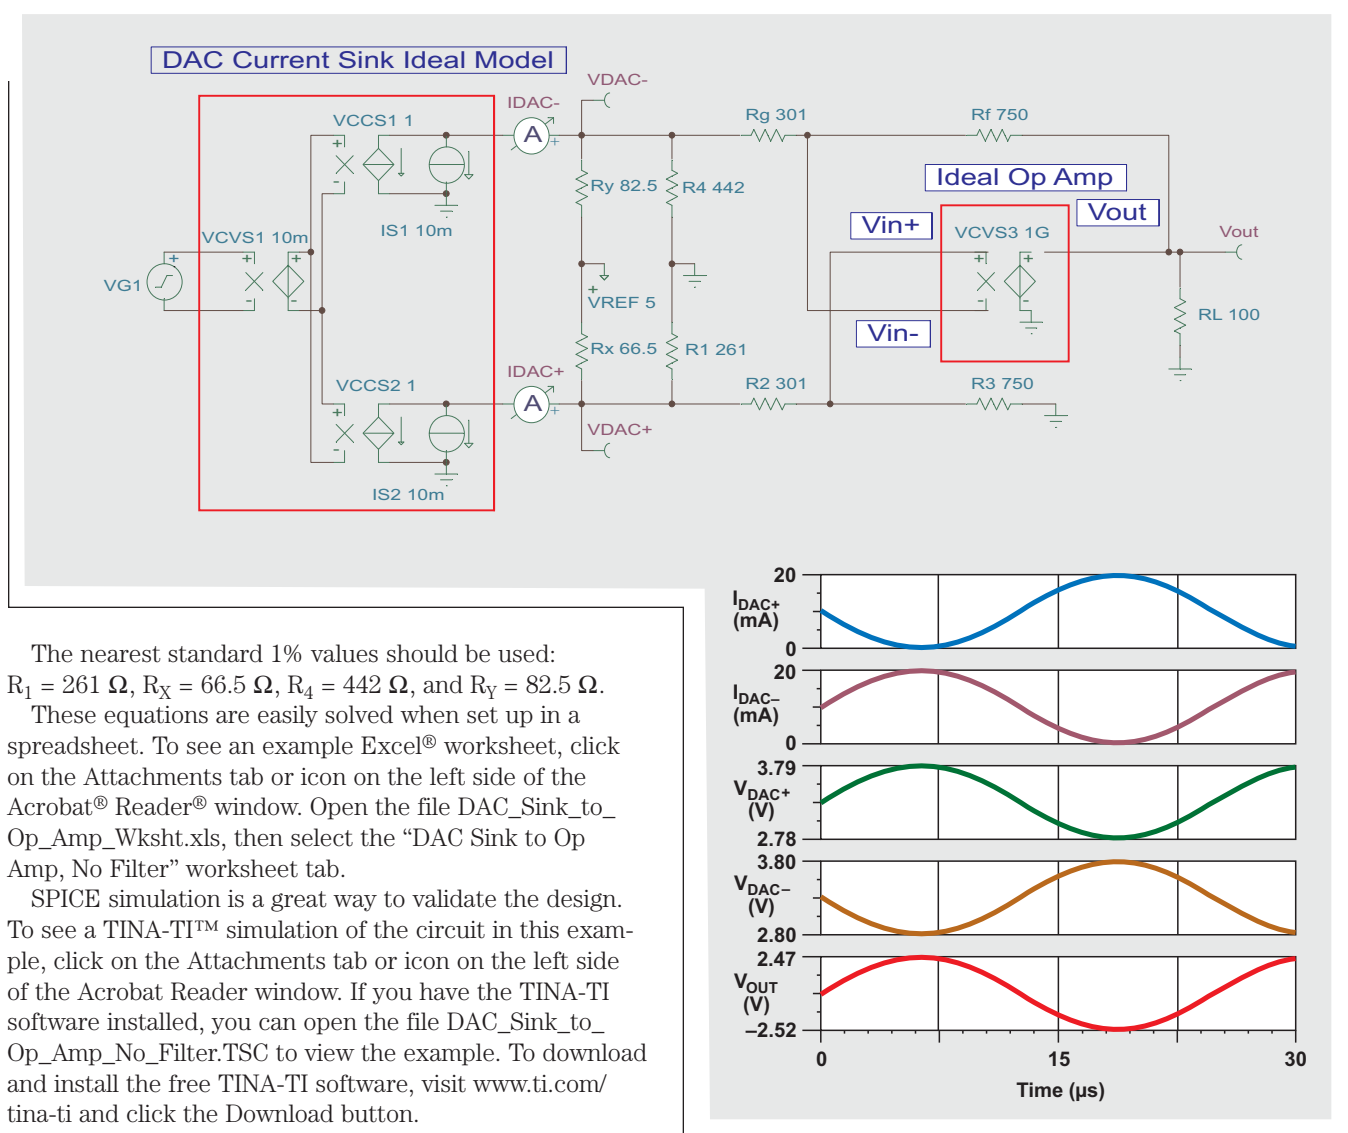 DAC Current Sink Ideal Model
VDAC-
IDAC-
A
+
VCCS1 1
+
-
IS1 10m
Rg 301
Rf 750
Ry 82.5
R4 442
Ideal Op Amp
Vin+
Vout
VCVS1 10m
+
+
-
-
VG1
VCVS3 1G
+
+
-
-
Vout
+
VREF 5
RL 100
Vin-
Rx 66.5
R1 261
IDAC+
A
+
VCCS2 1
+
-
IS2 10m
R2 301
R3 750
VDAC+
The nearest standard 1% values should be used:
R1 = 261 Ω, RX = 66.5 Ω, R4 = 442 Ω, and RY = 82.5 Ω.
These equations are easily solved when set up in a
spreadsheet. To see an example Excel® worksheet, click
on the Attachments tab or icon on the left side of the
Acrobat® Reader® window. Open the file DAC_Sink_to_
Op_Amp_Wksht.xls, then select the “DAC Sink to Op
Amp, No Filter” worksheet tab.
SPICE simulation is a great way to validate the design.
To see a TINA-TI™ simulation of the circuit in this exam-
ple, click on the Attachments tab or icon on the left side
of the Acrobat Reader window. If you have the TINA-TI
software installed, you can open the file DAC_Sink_to_
Op_Amp_No_Filter.TSC to view the example. To download
and install the free TINA-TI software, visit www.ti.com/
tina-ti and click the Download button.
20
IDAC+
(mA)
0
20
IDAC–
(mA)
0
3.79
VDAC+
(V)
2.78
3.80
VDAC–
(V)
2.80
2.47
VOUT
(V)
–2.52
0 15 30
Time (µs)